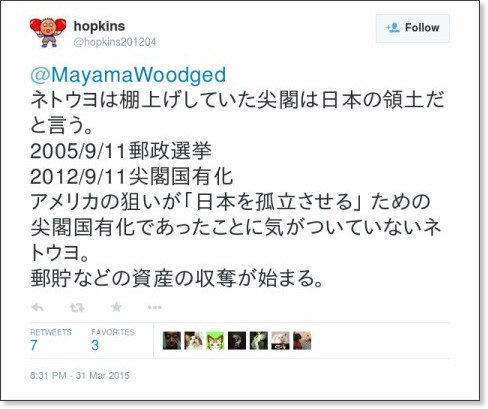 hopkins
@hopkins201204
Follow
@MayamaWoodged
ネトウヨは棚上げしていた尖閣は日本の領土だ
と言う。
2005/9/11郵政選挙
2012/9/11尖閣国有化
アメリカの狙いが「日本を孤立させる」ための
尖閣国有化であったことに気がついていないネ
トウヨ。
郵貯などの資産の収奪が始まる。
RETWEETS FAVORITES
7 3
8:31 PM - 31 Mar 2015